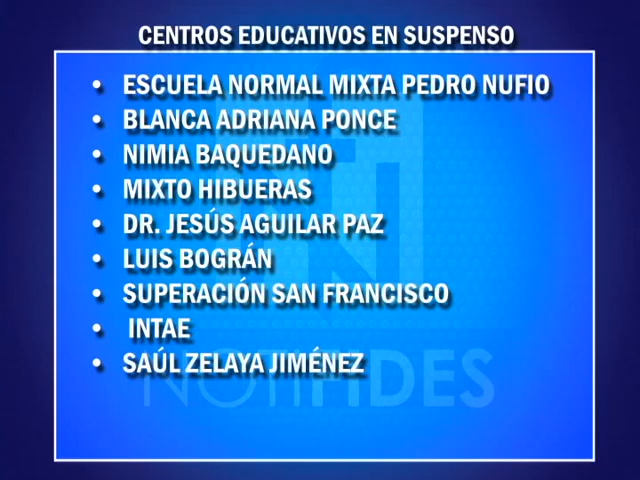 CENTROS EDUCATIVOS EN SUSPENSO
• ESCUELA NORMAL MIXTA PEDRO NUFIO
• BLANCA ADRIANA PONCE
• NIMIA BAQUEDANO
• MIXTO HIBUERAS
• DR. JESÚS AGUILAR PAZ
• LUIS BOGRÁN
• SUPERACIÓN SAN FRANCISCO
• INTAE
• SAÚL ZELAYA JIMÉNEZ
NOTIFIDES